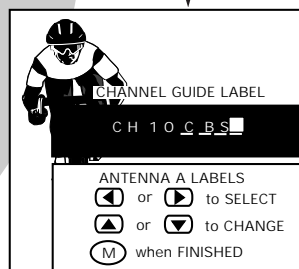 CHANNEL GUIDE LABEL
CH 10 CBS
ANTENNA A LABELS
◀ or ▶ to SELECT
▲ or ▼ to CHANGE
M when FINISHED